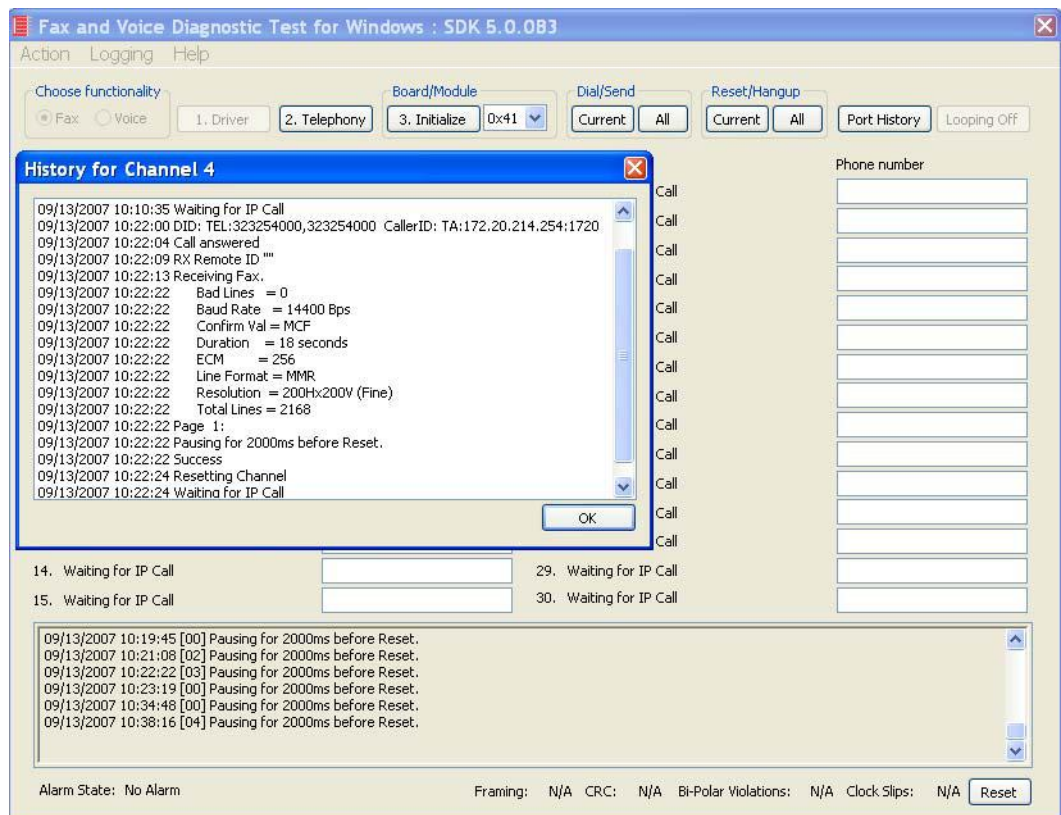 Fax and Voice Diagnostic Test for Windows : SDK 5.0.0B3
Action Logging Help
Choose functionality Board/Module Dial/Send Reset/Hangup
Fax Voice 1. Driver 2. Telephony 3. Initialize 0x41 Current All Current All Port History Looping Off
Phone number
History for Channel 4
09/13/2007 10:10:35 Waiting for IP Call
09/13/2007 10:22:00 DID: TEL:323254000,323254000 CallerID: TA:172.20.214.254:1720
09/13/2007 10:22:04 Call answered
09/13/2007 10:22:09 RX Remote ID ""
09/13/2007 10:22:13 Receiving Fax.
09/13/2007 10:22:22 Bad Lines = 0
09/13/2007 10:22:22 Baud Rate = 14400 Bps
09/13/2007 10:22:22 Confirm Val = MCF
09/13/2007 10:22:22 Duration = 18 seconds
09/13/2007 10:22:22 ECM = 256
09/13/2007 10:22:22 Line Format = MMR
09/13/2007 10:22:22 Resolution = 200Hx200V (Fine)
09/13/2007 10:22:22 Total Lines = 2168
09/13/2007 10:22:22 Page 1:
09/13/2007 10:22:22 Pausing for 2000ms before Reset.
09/13/2007 10:22:22 Success
09/13/2007 10:22:24 Resetting Channel
09/13/2007 10:22:24 Waiting for IP Call
OK
Call
Call
Call
Call
Call
Call
Call
Call
Call
Call
Call
Call
Call
14. Waiting for IP Call 29. Waiting for IP Call
15. Waiting for IP Call 30. Waiting for IP Call
09/13/2007 10:19:45 [00] Pausing for 2000ms before Reset.
09/13/2007 10:21:08 [02] Pausing for 2000ms before Reset.
09/13/2007 10:22:22 [03] Pausing for 2000ms before Reset.
09/13/2007 10:23:19 [00] Pausing for 2000ms before Reset.
09/13/2007 10:34:48 [00] Pausing for 2000ms before Reset.
09/13/2007 10:38:16 [04] Pausing for 2000ms before Reset.
Alarm State: No Alarm Framing: N/A CRC: N/A Bi-Polar Violations: N/A Clock Slips: N/A Reset